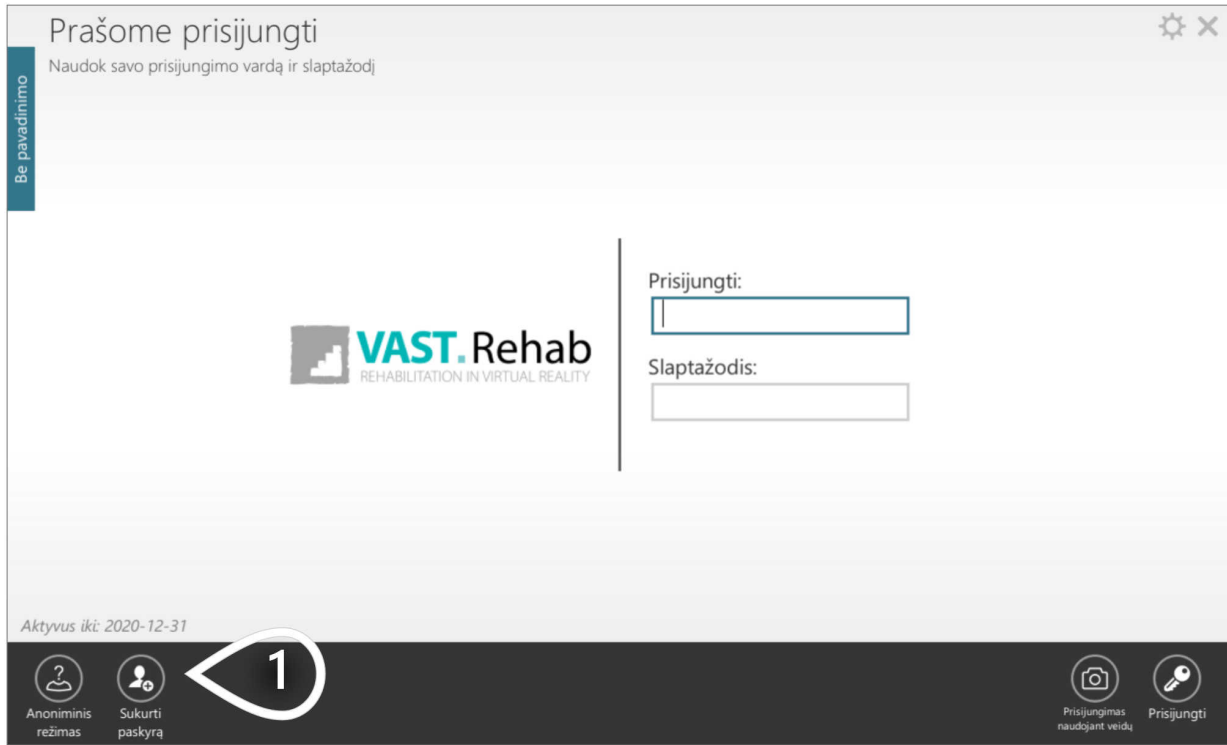 Prašome prisijungti
Naudok savo prisijungimo vardą ir slaptažodį
Be pavadinimo
VAST.Rehab
REHABILITATION IN VIRTUAL REALITY
Prisijungti:
Slaptažodis:
Aktyvus iki: 2020-12-31
Anoniminis
režimas
Sukurti
paskyrą
1
Prisijungimas
naudojant veidų
Prisijungti